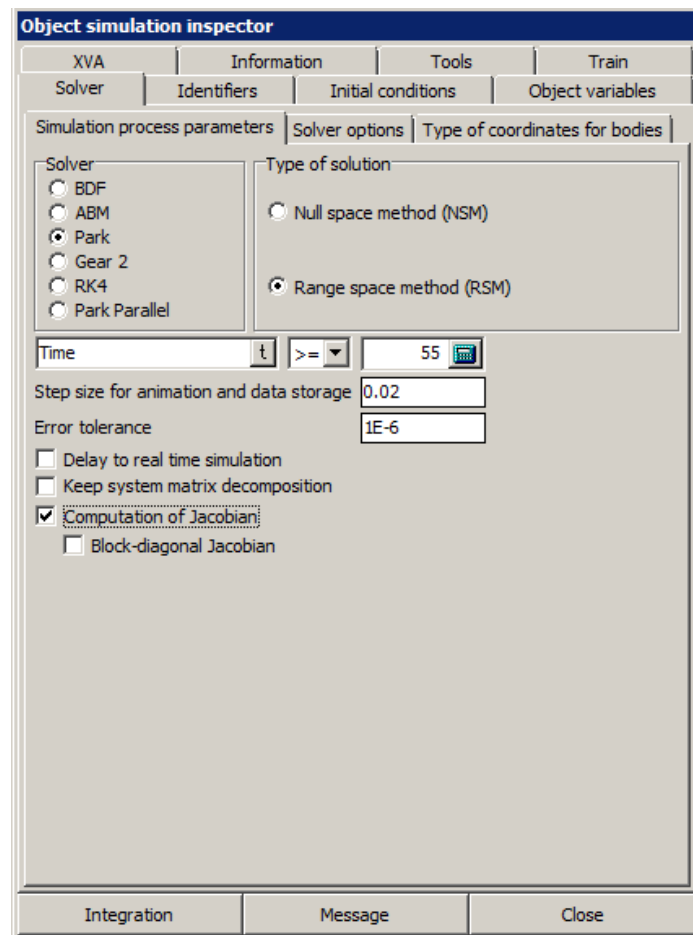 Object simulation inspector
XVA Information Tools Train
Solver Identifiers Initial conditions Object variables
Simulation process parameters Solver options Type of coordinates for bodies
Solver Type of solution
BDF
ABM Null space method (NSM)
Park
Gear 2
RK4 Range space method (RSM)
Park Parallel
Time t >= 55
Step size for animation and data storage 0.02
Error tolerance 1E-6
Delay to real time simulation
Keep system matrix decomposition
Computation of Jacobian
Block-diagonal Jacobian
Integration Message Close